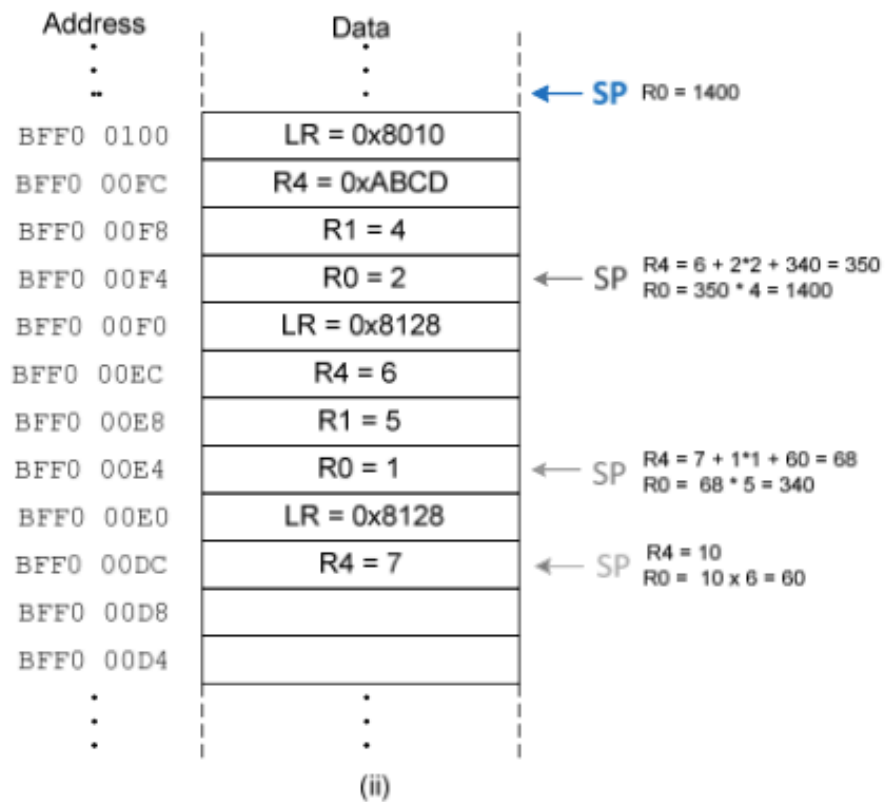 Address Data
SP R0 = 1400
BFF0 0100 LR = 0x8010
BFF0 00FC R4 = 0xABCD
BFF0 00F8 R1 = 4
BFF0 00F4 R0 = 2 SP R4 = 6 + 2*2 + 340 = 350
R0 = 350 * 4 = 1400
BFF0 00F0 LR = 0x8128
BFF0 00EC R4 = 6
BFF0 00E8 R1 = 5
BFF0 00E4 R0 = 1 SP R4 = 7 + 1*1 + 60 = 68
R0 = 68 * 5 = 340
BFF0 00E0 LR = 0x8128
BFF0 00DC R4 = 7 SP R4 = 10
R0 = 10 x 6 = 60
BFF0 00D8
BFF0 00D4
(ii)